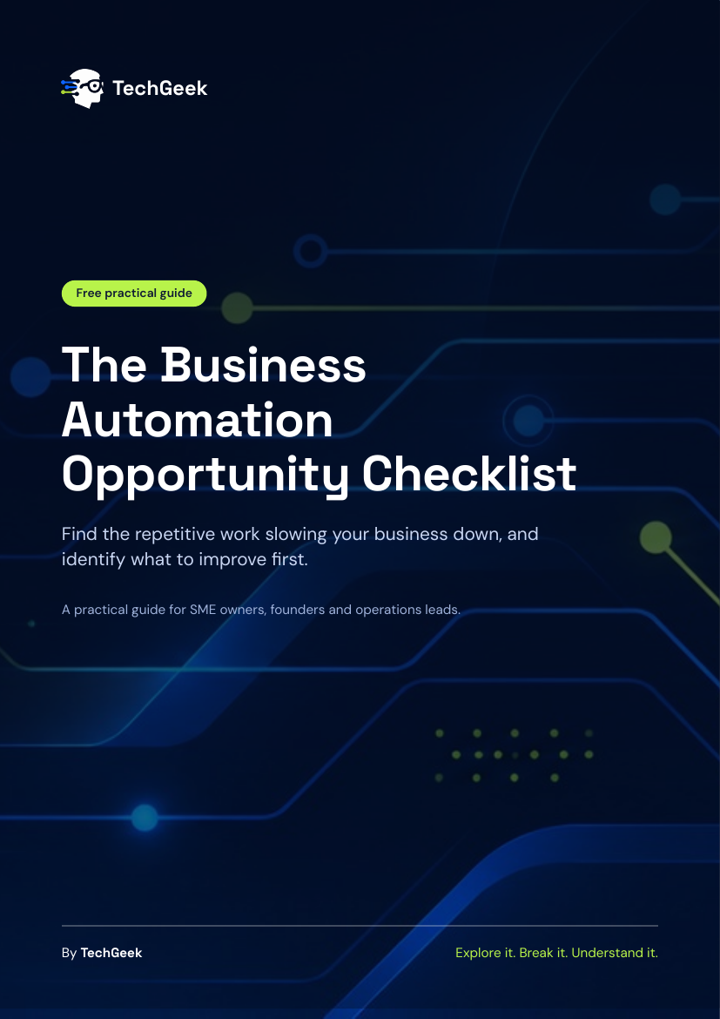 TechGeek
Free practical guide
The Business
Automation
Opportunity Checklist
Find the repetitive work slowing your business down, and
identify what to improve first.
A practical guide for SME owners, founders and operations leads.
By TechGeek
Explore it. Break it. Understand it.